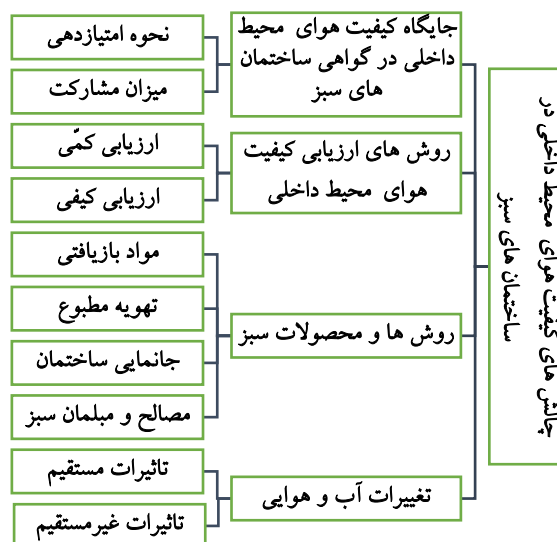 چالش های کیفیت هوای محیط داخلی در
ساختمان های سبز
جایگاه کیفیت هوای محیط
داخلی در گواهی ساختمان
های سبز
نحوه امتیازدهی
میزان مشارکت
روش های ارزیابی کیفیت
هوای محیط داخلی
ارزیابی کمّی
ارزیابی کیفی
روش ها و محصولات سبز
مواد بازیافتی
تهویه مطبوع
جانمایی ساختمان
مصالح و مبلمان سبز
تغییرات آب و هوایی
تاثیرات مستقیم
تاثیرات غیرمستقیم